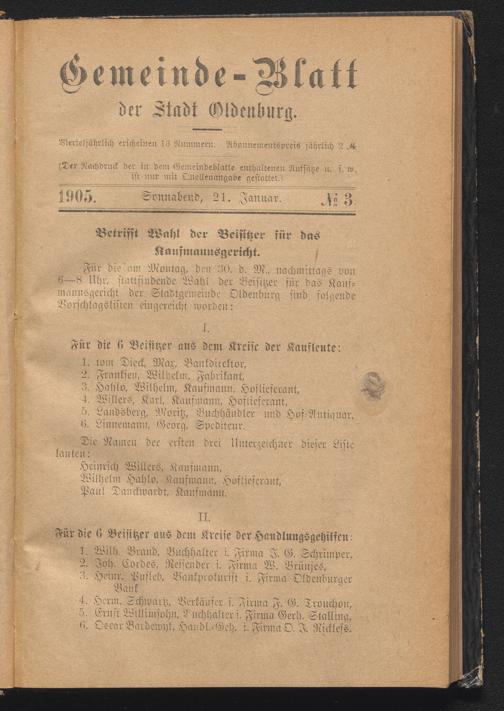 Gemeinde-Blatt
der Stadt Oldenburg.
Vierteljährlich erscheinen 13 Nummern. Abonnementspreis jährlich 2 ℳ
(Der Nachdruck der in dem Gemeindeblatte enthaltenen Aufsätze u. s. w.
ist nur mit Quellenangabe gestattet.)
1905. Sonnabend, 21. Januar. № 3
Betrifft Wahl der Beisitzer für das
Kaufmannsgericht.
Für die am Montag, den 30. d. M., nachmittags von
6—8 Uhr, stattfindende Wahl der Beisitzer für das Kauf-
mannsgericht der Stadtgemeinde Oldenburg sind folgende
Vorschlagslisten eingereicht worden:
I.
Für die 6 Beisitzer aus dem Kreise der Kaufleute:
1. tom Dieck, Max, Bankdirektor,
2. Franksen, Wilhelm, Fabrikant,
3. Hahlo, Wilhelm, Kaufmann, Hoflieferant,
4. Willers, Karl, Kaufmann, Hoflieferant,
5. Landsberg, Moritz, Buchhändler und Hof-Antiquar,
6. Linnemann, Georg, Spediteur.
Die Namen der ersten drei Unterzeichner dieser Liste
lauten:
Heinrich Willers, Kaufmann,
Wilhelm Hahlo, Kaufmann, Hoflieferant,
Paul Danckwardt, Kaufmann.
II.
Für die 6 Beisitzer aus dem Kreise der Handlungsgehilfen:
1. Wilh. Brand, Buchhalter i. Firma J. G. Schrimper,
2. Joh. Cordes, Reisender i. Firma W. Brünjes,
3. Heinr. Bankprokurist i. Firma Oldenburger
Bank
4. Herm. Schwartz, Verkäufer i. Firma F. G. Trouchon,
5. Ernst Willimsohn, Buchhalter i. Firma Gerh. Stalling,
6. Oscar Bardewyk, Handl.-Geh. i. Firma O. J. Rickless.